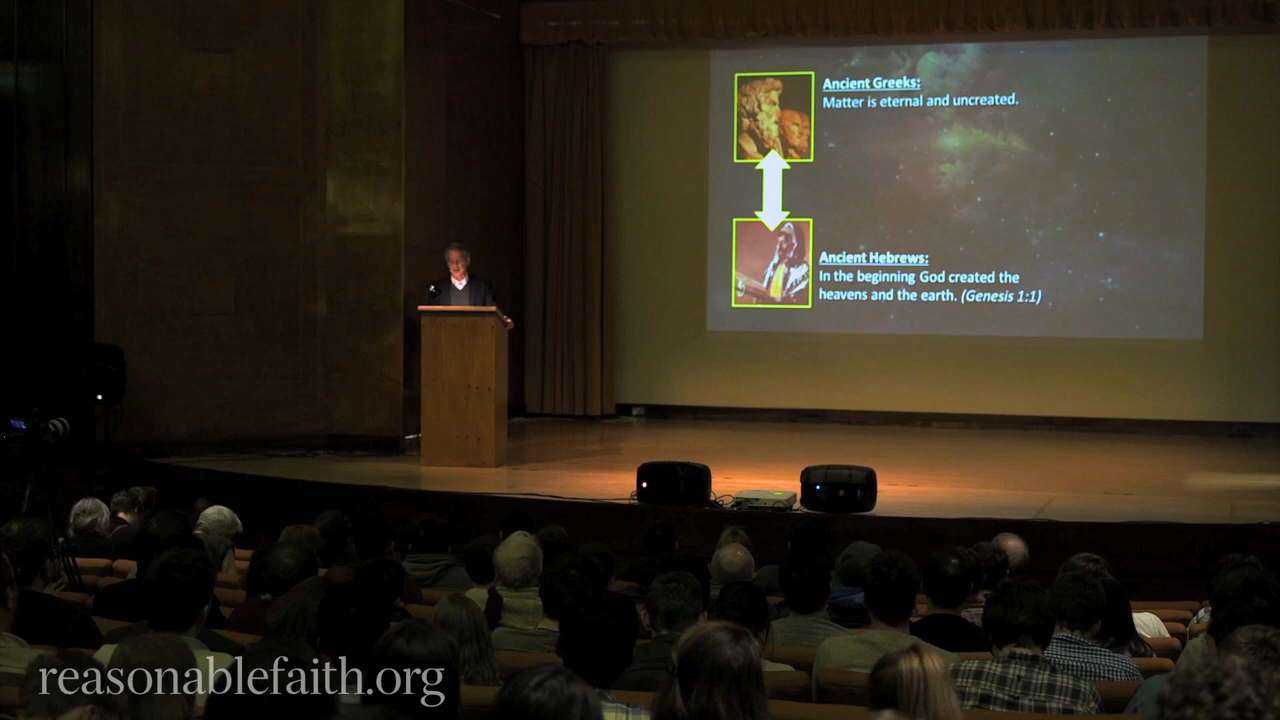 Ancient Greeks:
Matter is eternal and uncreated.
Ancient Hebrews:
In the beginning God created the
heavens and the earth. (Genesis 1:1)
reasonablefaith.org